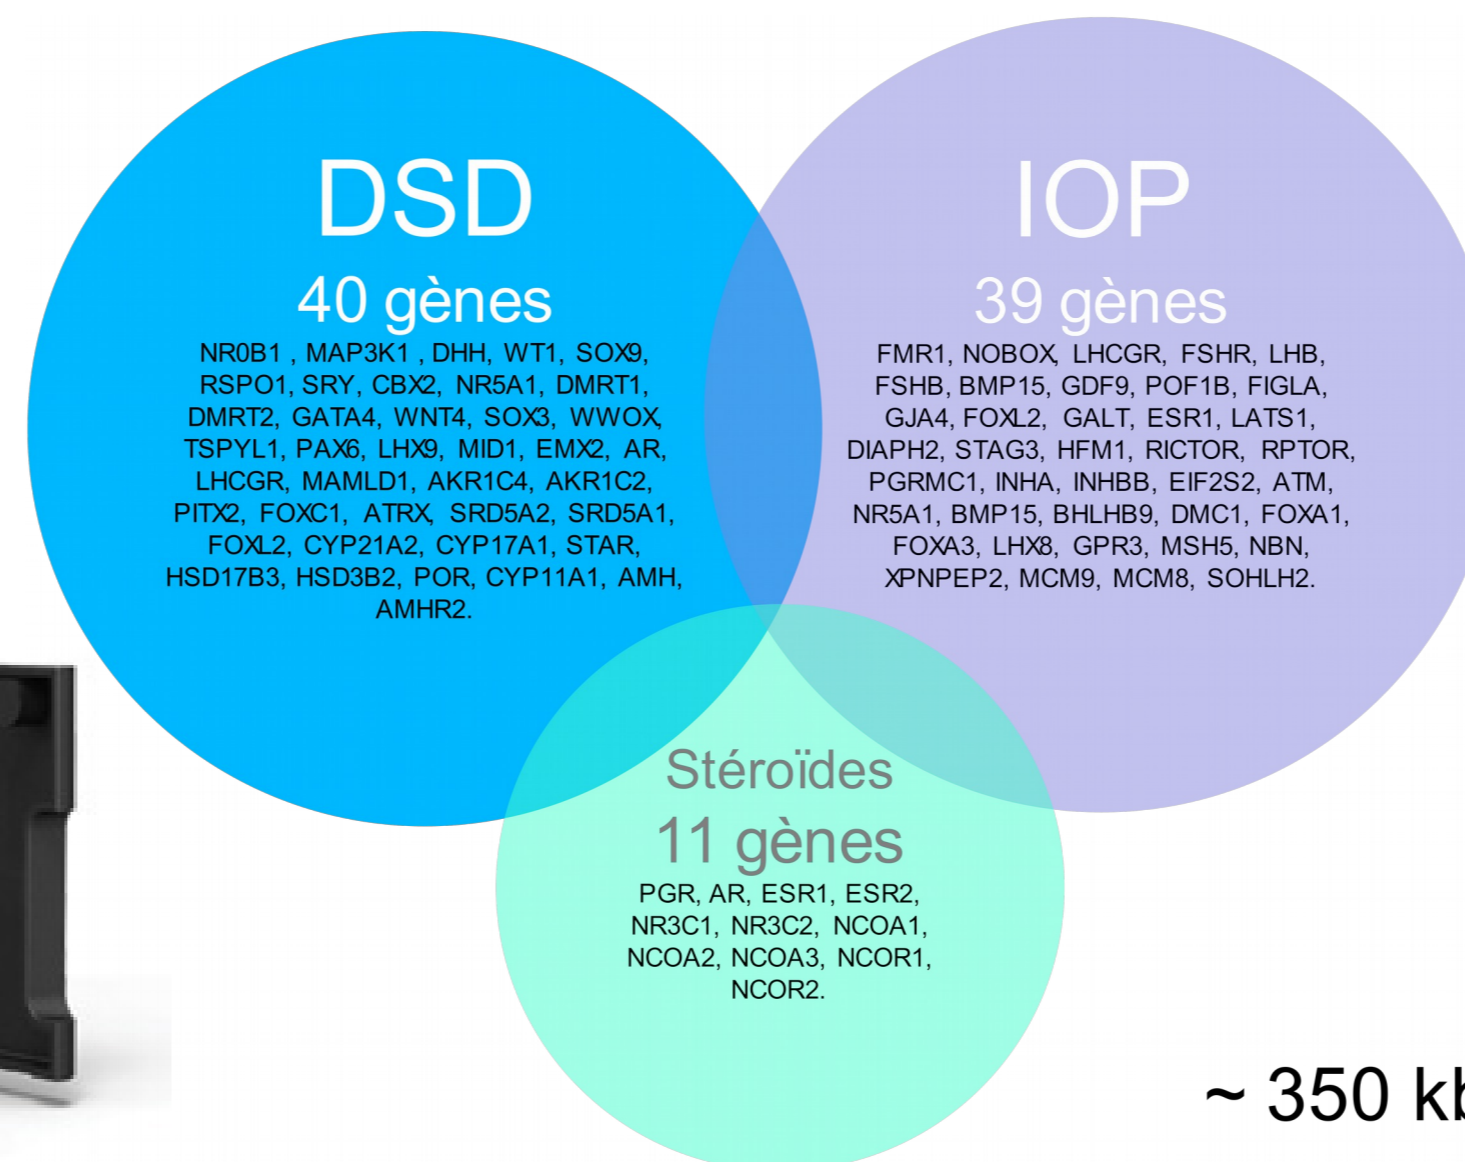 DSD
40 gènes
NR0B1 , MAP3K1 , DHH, WT1, SOX9,
RSPO1, SRY, CBX2, NR5A1, DMRT1,
DMRT2, GATA4, WNT4, SOX3, WWOX,
TSPYL1, PAX6, LHX9, MID1, EMX2, AR,
LHCGR, MAMLD1, AKR1C4, AKR1C2,
PITX2, FOXC1, ATRX, SRD5A2, SRD5A1,
FOXL2, CYP21A2, CYP17A1, STAR,
HSD17B3, HSD3B2, POR, CYP11A1, AMH,
AMHR2.
IOP
39 gènes
FMR1, NOBOX, LHCGR, FSHR, LHB,
FSHB, BMP15, GDF9, POF1B, FIGLA,
GJA4, FOXL2, GALT, ESR1, LATS1,
DIAPH2, STAG3, HFM1, RICTOR, RPTOR,
PGRMC1, INHA, INHBB, EIF2S2, ATM,
NR5A1, BMP15, BHLHB9, DMC1, FOXA1,
FOXA3, LHX8, GPR3, MSH5, NBN,
XPNPEP2, MCM9, MCM8, SOHLH2.
Stéroïdes
11 gènes
PGR, AR, ESR1, ESR2,
NR3C1, NR3C2, NCOA1,
NCOA2, NCOA3, NCOR1,
NCOR2.
~ 350 kb